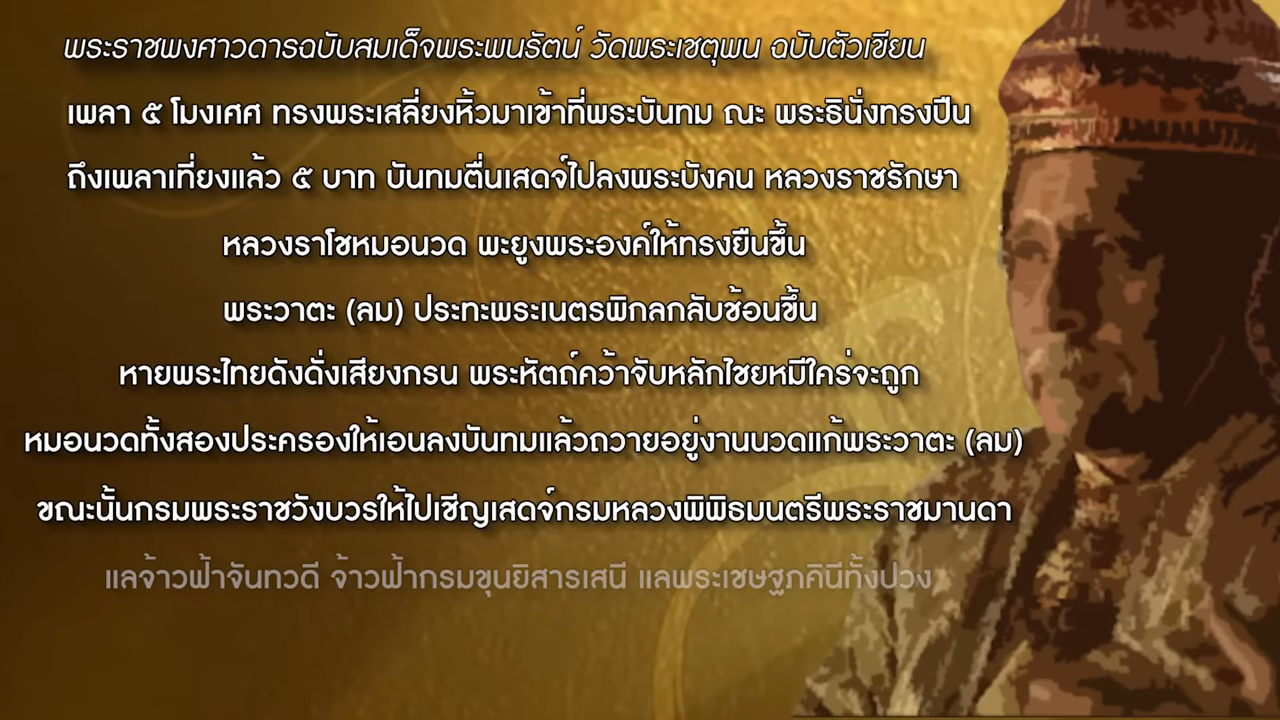 พระราชพงศาวดารฉบับสมเด็จพระพนรัตน์ วัดพระเชตุพน ฉบับตัวเขียน
เพลา ๕ โมงเศศ ทรงพระเสลี่ยงหิ้วมาเข้าที่พระบันทม ณะ พระธินั่งทรงปืน
ถึงเพลาเที่ยงแล้ว ๕ บาท บันทมตื่นเสดจ์ไปลงพระบังคน หลวงราชรักษา
หลวงราโชหมอนวด พะยูงพระองค์ให้ทรงยืนขึ้น
พระวาตะ (ลม) ประทะพระเนตรพิกลกลับช้อนขึ้น
หายพระไทยดังดั่งเสียงกรน พระหัตถ์คว้าจับหลักไชยหมีใคร่จะถูก
หมอนวดทั้งสองประครองให้เอนลงบันทมแล้วถวายอยู่งานนวดแก้พระวาตะ (ลม)
ขณะนั้นกรมพระราชวังบวรให้ไปเชีญเสดจ์กรมหลวงพิพิธมนตรีพระราชมานดา
แลจ้าวฟ้าจันทวดี จ้าวฟ้ากรมขุนยิสารเสนี แลพระเชษฐภคินีทั้งปวง